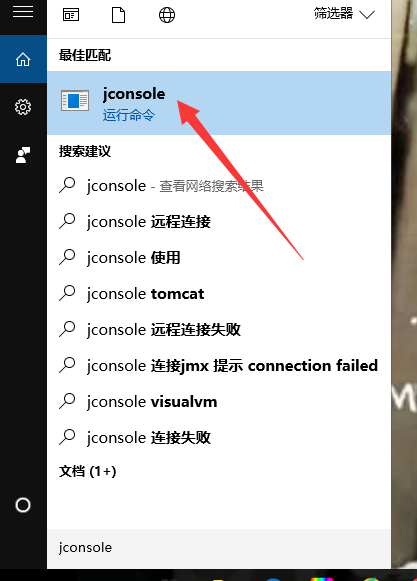 筛选器
最佳匹配
jconsole
运行命令
搜索建议
jconsole - 查看网络搜索结果
jconsole 远程连接
jconsole 使用
jconsole tomcat
jconsole 远程连接失败
jconsole 连接jmx 提示 connection failed
jconsole visualvm
jconsole 连接失败
文档 (1+)
jconsole